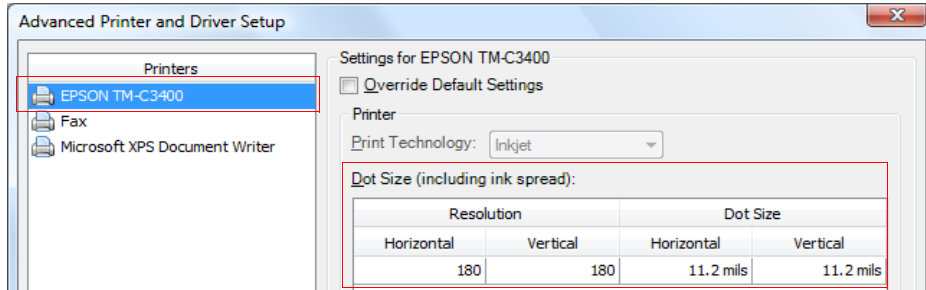 Advanced Printer and Driver Setup
Printers
EPSON TM-C3400
Fax
Microsoft XPS Document Writer
Settings for EPSON TM-C3400
Override Default Settings
Printer
Print Technology: Inkjet
Dot Size (including ink spread):
Resolution Dot Size
Horizontal Vertical Horizontal Vertical
180 180 11.2 mils 11.2 mils